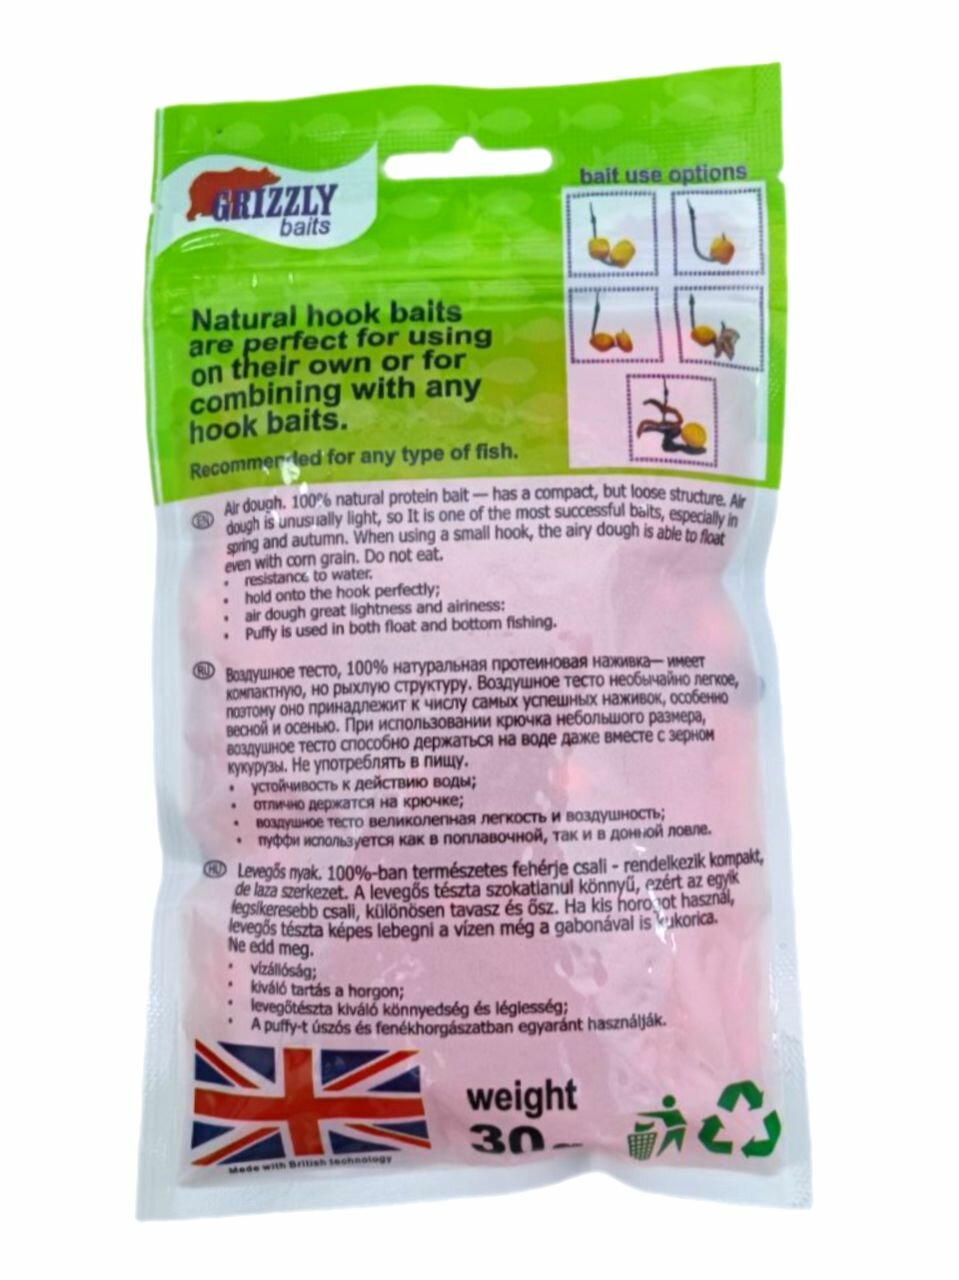 GRIZZLY
baits
bait use options
Natural hook baits
are perfect for using
on their own or for
combining with any
hook baits.
Recommended for any type of fish.
EN
Air dough. 100% natural protein bait — has a compact, but loose structure. Air
dough is unusually light, so It is one of the most successful baits, especially in
spring and autumn. When using a small hook, the airy dough is able to float
even with corn grain. Do not eat.
• resistance to water.
• hold onto the hook perfectly;
• air dough great lightness and airiness:
• Puffy is used in both float and bottom fishing.
RU
Воздушное тесто, 100% натуральная протеиновая наживка— имеет
компактную, но рыхлую структуру. Воздушное тесто необычайно легкое,
поэтому оно принадлежит к числу самых успешных наживок, особенно
весной и осенью. При использовании крючка небольшого размера,
воздушное тесто способно держаться на воде даже вместе с зерном
кукурузы. Не употреблять в пищу.
• устойчивость к действию воды;
• отлично держатся на крючке;
• воздушное тесто великолепная легкость и воздушность;
• пуффи используется как в поплавочной, так и в донной ловле.
HU
Levegős nyak. 100%-ban természetes fehérje csali - rendelkezik kompakt,
de laza szerkezet. A levegős tészta szokatlanul könnyű, ezért az egyik
legsikeresebb csali, különösen tavasz és ősz. Ha kis horogot használ,
levegős tészta képes lebegni a vízen még a gabonával is kukorica.
Ne edd meg.
• vízállóság;
• kiváló tartás a horgon;
• levegőtészta kiváló könnyedség és léglesség;
• A puffy-t úszós és fenékhorgászatban egyaránt használják.
weight
30
Made with British technology